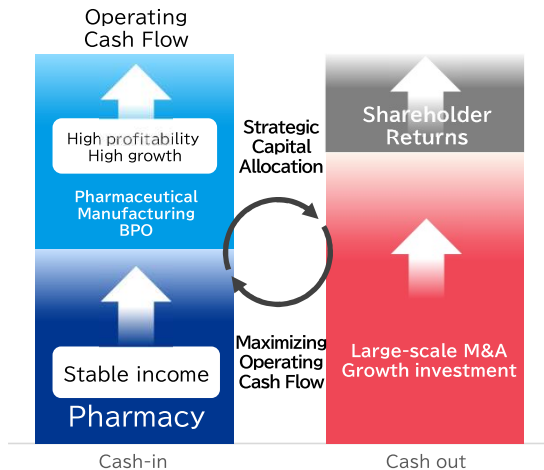 Operating
Cash Flow
High profitability
High growth
Pharmaceutical
Manufacturing
BPO
Stable income
Pharmacy
Strategic
Capital
Allocation
Maximizing
Operating
Cash Flow
Shareholder
Returns
Large-scale M&A
Growth investment
Cash-in
Cash out